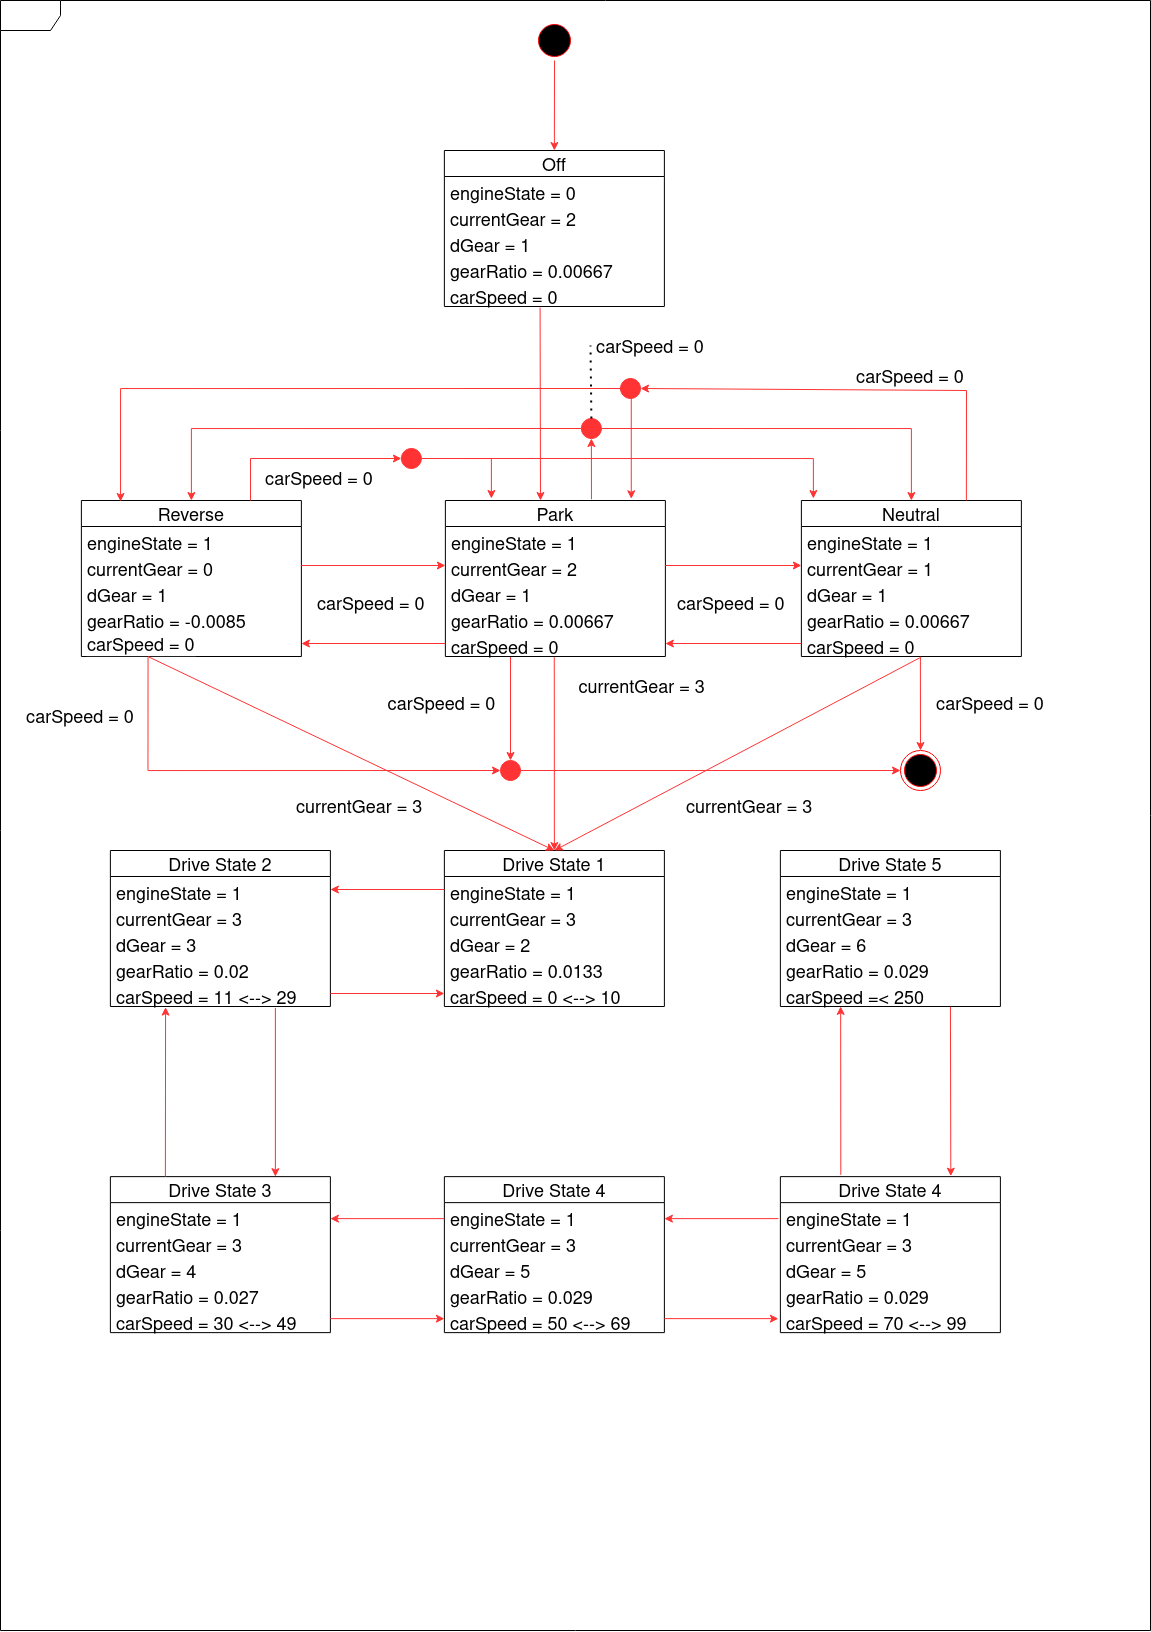 Off
engineState = 0
currentGear = 2
dGear = 1
gearRatio = 0.00667
carSpeed = 0
carSpeed = 0
carSpeed = 0
carSpeed = 0
Reverse
engineState = 1
currentGear = 0
dGear = 1
gearRatio = -0.0085
carSpeed = 0
carSpeed = 0
Park
engineState = 1
currentGear = 2
dGear = 1
gearRatio = 0.00667
carSpeed = 0
carSpeed = 0
Neutral
engineState = 1
currentGear = 1
dGear = 1
gearRatio = 0.00667
carSpeed = 0
carSpeed = 0
carSpeed = 0
currentGear = 3
carSpeed = 0
currentGear = 3
currentGear = 3
Drive State 2
engineState = 1
currentGear = 3
dGear = 3
gearRatio = 0.02
carSpeed = 11 <--> 29
Drive State 1
engineState = 1
currentGear = 3
dGear = 2
gearRatio = 0.0133
carSpeed = 0 <--> 10
Drive State 5
engineState = 1
currentGear = 3
dGear = 6
gearRatio = 0.029
carSpeed =< 250
Drive State 3
engineState = 1
currentGear = 3
dGear = 4
gearRatio = 0.027
carSpeed = 30 <--> 49
Drive State 4
engineState = 1
currentGear = 3
dGear = 5
gearRatio = 0.029
carSpeed = 50 <--> 69
Drive State 4
engineState = 1
currentGear = 3
dGear = 5
gearRatio = 0.029
carSpeed = 70 <--> 99